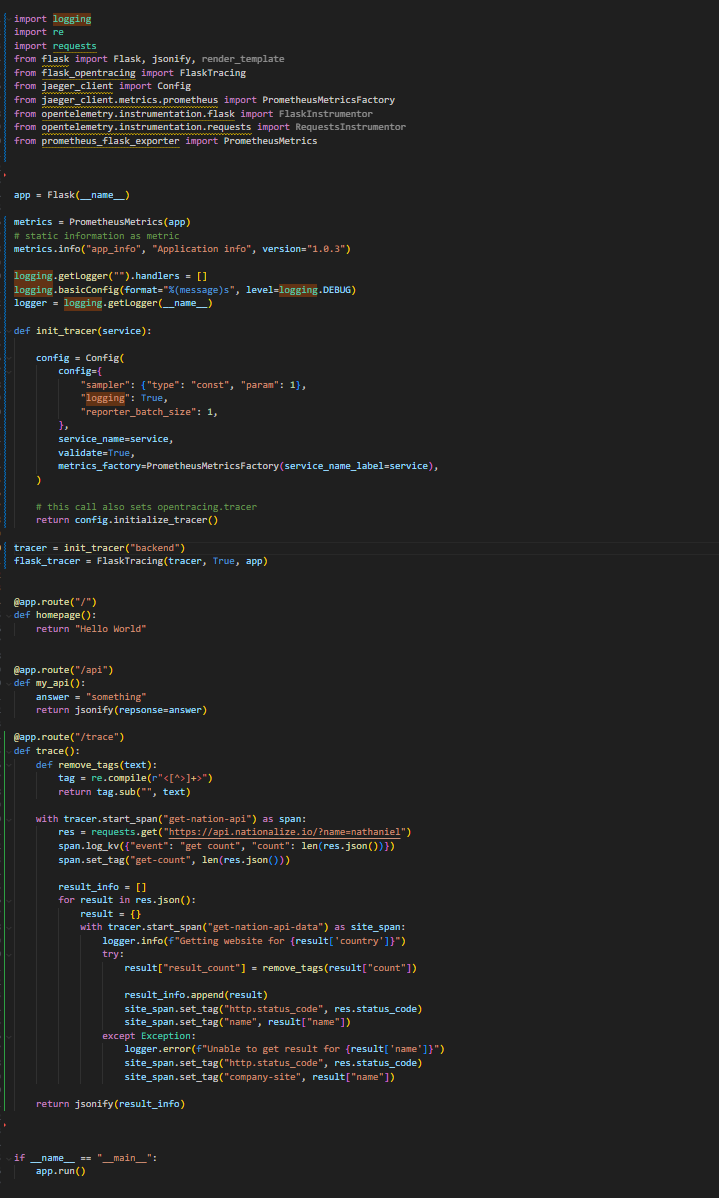 import logging
import re
import requests
from flask import Flask, jsonify, render_template
from flask_opentracing import FlaskTracing
from jaeger_client import Config
from jaeger_client.metrics.prometheus import PrometheusMetricsFactory
from opentelemetry.instrumentation.flask import FlaskInstrumentor
from opentelemetry.instrumentation.requests import RequestsInstrumentor
from prometheus_flask_exporter import PrometheusMetrics
app = Flask(__name__)
metrics = PrometheusMetrics(app)
# static information as metric
metrics.info("app_info", "Application info", version="1.0.3")
logging.getLogger("").handlers = []
logging.basicConfig(format="%(message)s", level=logging.DEBUG)
logger = logging.getLogger(__name__)
def init_tracer(service):
    config = Config(
        config={
            "sampler": {"type": "const", "param": 1},
            "logging": True,
            "reporter_batch_size": 1,
        },
        service_name=service,
        validate=True,
        metrics_factory=PrometheusMetricsFactory(service_name_label=service),
    )
    # this call also sets opentracing.tracer
    return config.initialize_tracer()
tracer = init_tracer("backend")
flask_tracer = FlaskTracing(tracer, True, app)
@app.route("/")
def homepage():
    return "Hello World"
@app.route("/api")
def my_api():
    answer = "something"
    return jsonify(repsonse=answer)
@app.route("/trace")
def trace():
    def remove_tags(text):
        tag = re.compile(r"<[^>]+>")
        return tag.sub("", text)
    with tracer.start_span("get-nation-api") as span:
        res = requests.get("https://api.nationalize.io/?name=nathaniel")
        span.log_kv({"event": "get count", "count": len(res.json())})
        span.set_tag("get-count", len(res.json()))
        result_info = []
        for result in res.json():
            result = {}
            with tracer.start_span("get-nation-api-data") as site_span:
                logger.info(f"Getting website for {result['country']}")
                try:
                    result["result_count"] = remove_tags(result["count"])
                    result_info.append(result)
                    site_span.set_tag("http.status_code", res.status_code)
                    site_span.set_tag("name", result["name"])
                except Exception:
                    logger.error(f"Unable to get result for {result['name']}")
                    site_span.set_tag("http.status_code", res.status_code)
                    site_span.set_tag("company-site", result["name"])
    return jsonify(result_info)
if __name__ == "__main__":
    app.run()